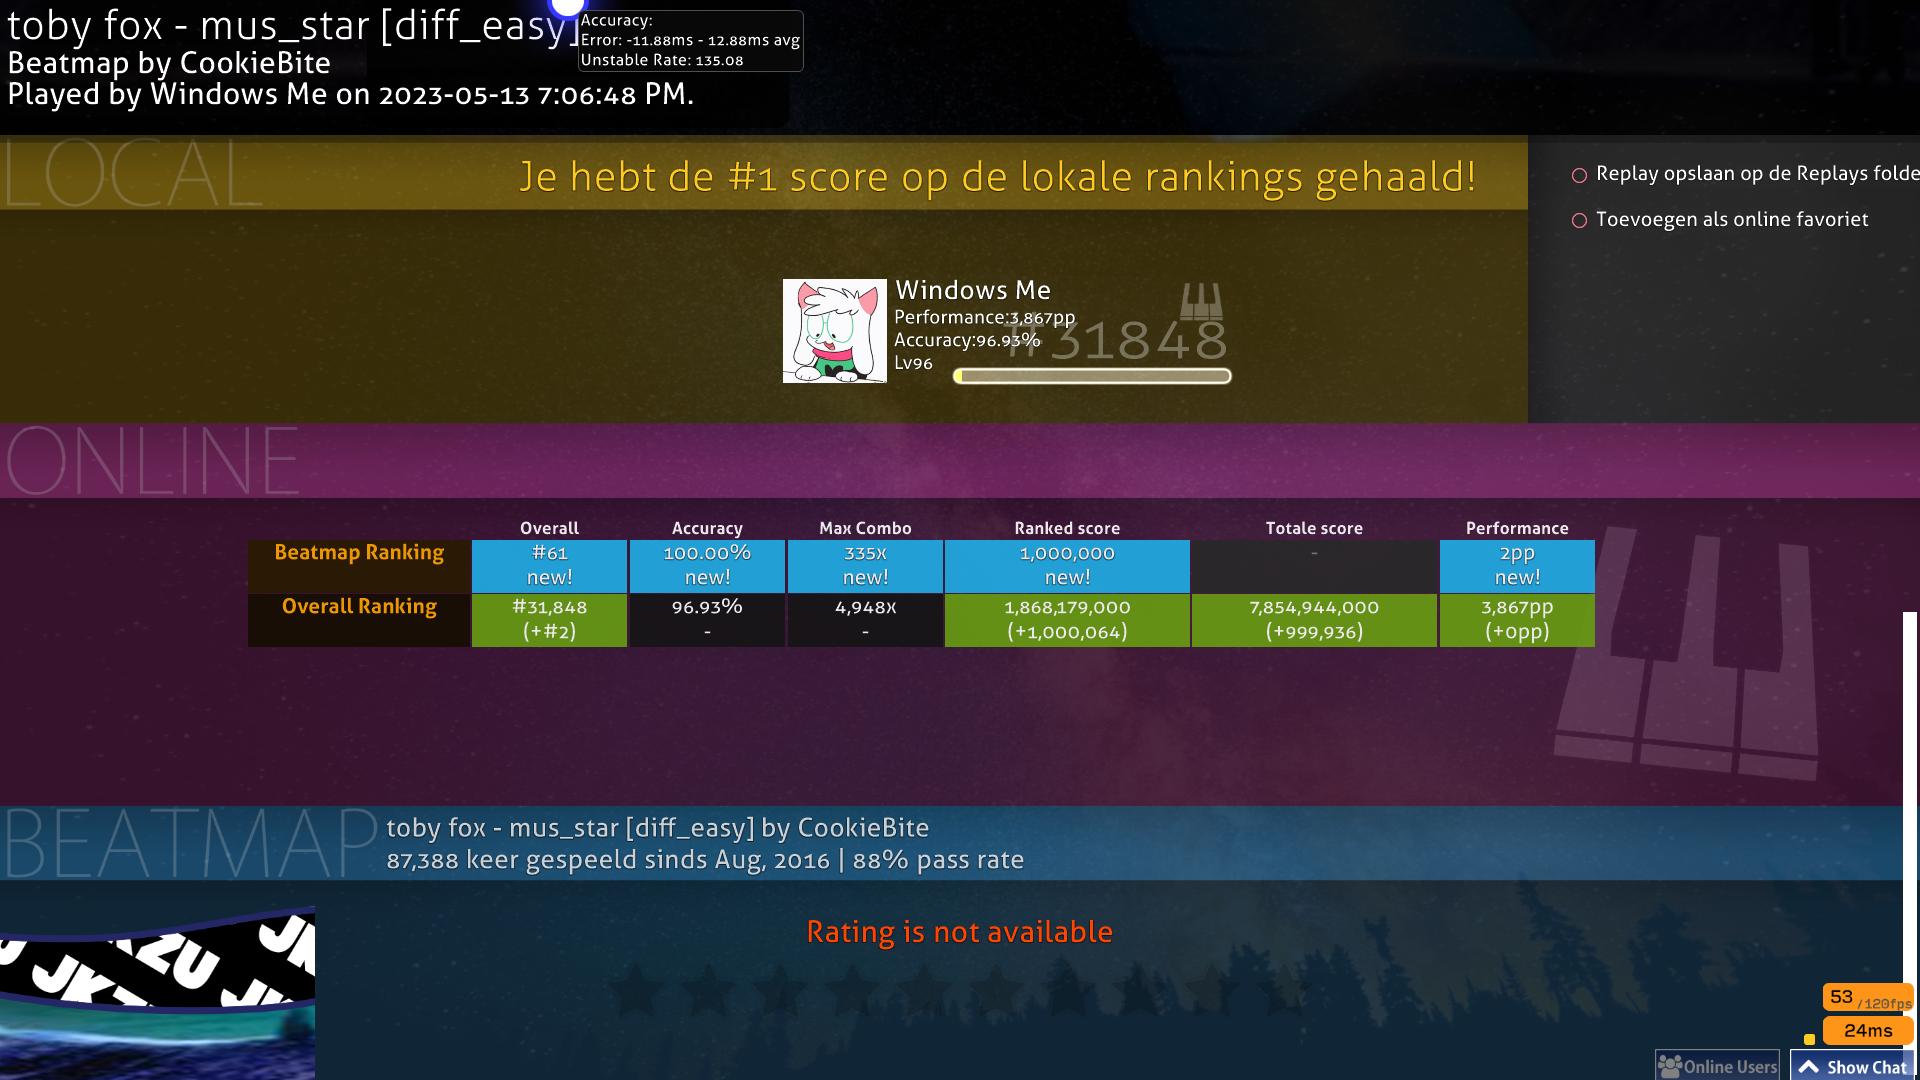 toby fox - mus_star [diff_easy]
Beatmap by CookieBite
Played by Windows Me on 2023-05-13 7:06:48 PM.
Accuracy:
Error: -11.88ms - 12.88ms avg
Unstable Rate: 135.08
LOCAL
Je hebt de #1 score op de lokale rankings gehaald!
Replay opslaan op de Replays folde
Toevoegen als online favoriet
Windows Me
Performance:3,867pp
Accuracy:96.93%
Lv96
#31848
ONLINE
Overall Accuracy Max Combo Ranked score Totale score Performance
Beatmap Ranking #61 100.00% 335x 1,000,000 - 2pp
new! new! new! new! new!
Overall Ranking #31,848 96.93% 4,948x 1,868,179,000 7,854,944,000 3,867pp
(+#2) - - (+1,000,064) (+999,936) (+0pp)
BEATMAP
toby fox - mus_star [diff_easy] by CookieBite
87,388 keer gespeeld sinds Aug, 2016 | 88% pass rate
Rating is not available
53 /120fps
24ms
Online Users
Show Chat